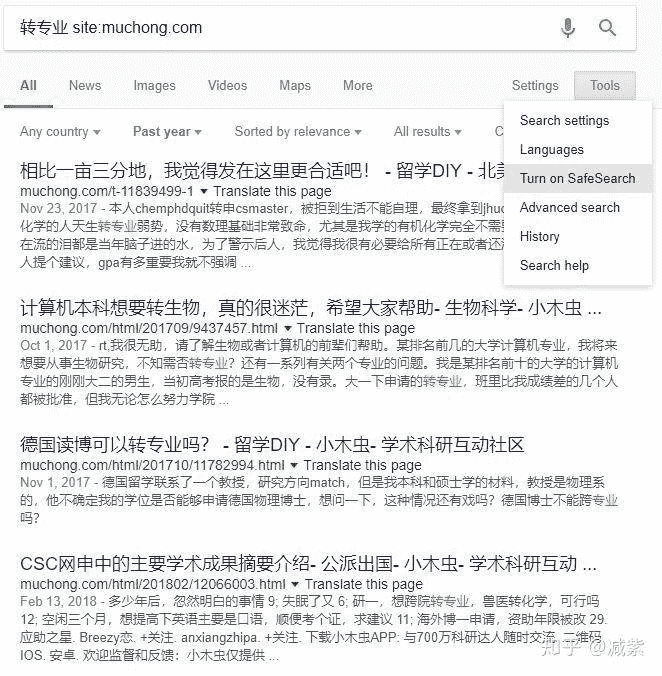 转专业 site:muchong.com
All News Images Videos Maps More Settings Tools
Any country Past year Sorted by relevance All results C
Search settings
Languages
Turn on SafeSearch
Advanced search
History
Search help
相比一亩三分地，我觉得发在这里更合适吧！ - 留学DIY - 北美
muchong.com/t-11839499-1 Translate this page
Nov 23, 2017 - 本人chemphdquit转申csmaster，被拒到生活不能自理，最终拿到jhu
化学的人天生转专业弱势，没有数理基础非常致命，尤其是我学的有机化学完全不需
在流的泪都是当年脑子进的水，为了警示后人，我觉得我很有必要给所有正在或者还
人提个建议，gpa有多重要我就不强调 ...
计算机本科想要转生物，真的很迷茫，希望大家帮助- 生物科学- 小木虫 ...
muchong.com/html/201709/9437457.html Translate this page
Oct 1, 2017 - rt,我很无助，请了解生物或者计算机的前辈们帮助。某排名前几的大学计算机专业，我将来
想要从事生物研究，不知需否转专业？还有一系列有关两个专业的问题。我是某排名前十的大学的计算机
专业的刚刚大二的男生，当初高考报的是生物，没有录。大一下申请的转专业，班里比我成绩差的几个人
都被批准，但我无论怎么努力学院 ...
德国读博可以转专业吗？ - 留学DIY - 小木虫- 学术科研互动社区
muchong.com/html/201710/11782994.html Translate this page
Nov 1, 2017 - 德国留学联系了一个教授，研究方向match，但是我本科和硕士学的材料，教授是物理系
的，他不确定我的学位是否能够申请德国物理博士，想问一下，这种情况还有戏吗？德国博士不能跨专业
吗？
CSC网申中的主要学术成果摘要介绍- 公派出国- 小木虫- 学术科研互动 ...
muchong.com/html/201802/12066003.html Translate this page
Feb 13, 2018 - 多少年后，忽然明白的事情 9; 失眠了又 6; 研一，想跨院转专业，兽医转化学，可行吗
12; 空闲三个月，想提高下英语主要是口语，顺便考个证，求建议 11; 海外博一申请，资助年限被改 29.
应助之星. Breezy恋. +关注. anxiangzhipa. +关注. 下载小木虫APP: 与700万科研达人随时交流. 二维码
IOS. 安卓. 欢迎监督和反馈：小木虫仅提供 ...
知乎 @减紫